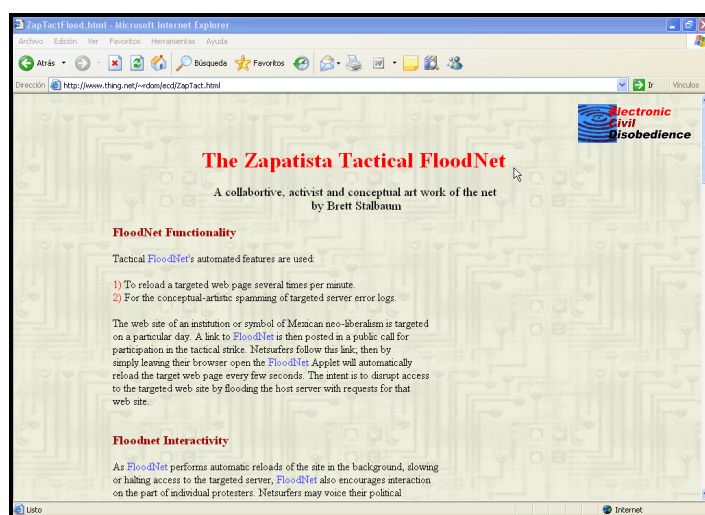 ZapTactFlood,html - Microsoft Internet Explorer
Archivo Edición Ver Favoritos Herramientas Ayuda
Atrás Búsqueda Favoritos
Dirección http://www.thing.net/~rdom/ecd/ZapTact.html Ir Vínculos
Electronic
Civil
Disobedience
The Zapatista Tactical FloodNet
A collabortive, activist and conceptual art work of the net
by Brett Stalbaum
FloodNet Functionality
Tactical FloodNet's automated features are used:
1) To reload a targeted web page several times per minute.
2) For the conceptual-artistic spamming of targeted server error logs.
The web site of an institution or symbol of Mexican neo-liberalism is targeted
on a particular day. A link to FloodNet is then posted in a public call for
participation in the tactical strike. Netsurfers follow this link; then by
simply leaving their browser open the FloodNet Applet will automatically
reload the target web page every few seconds. The intent is to disrupt access
to the targeted web site by flooding the host server with requests for that
web site.
Floodnet Interactivity
As FloodNet performs automatic reloads of the site in the background, slowing
or halting access to the targeted server, FloodNet also encourages interaction
on the part of individual protesters. Netsurfers may voice their political
Listo Internet